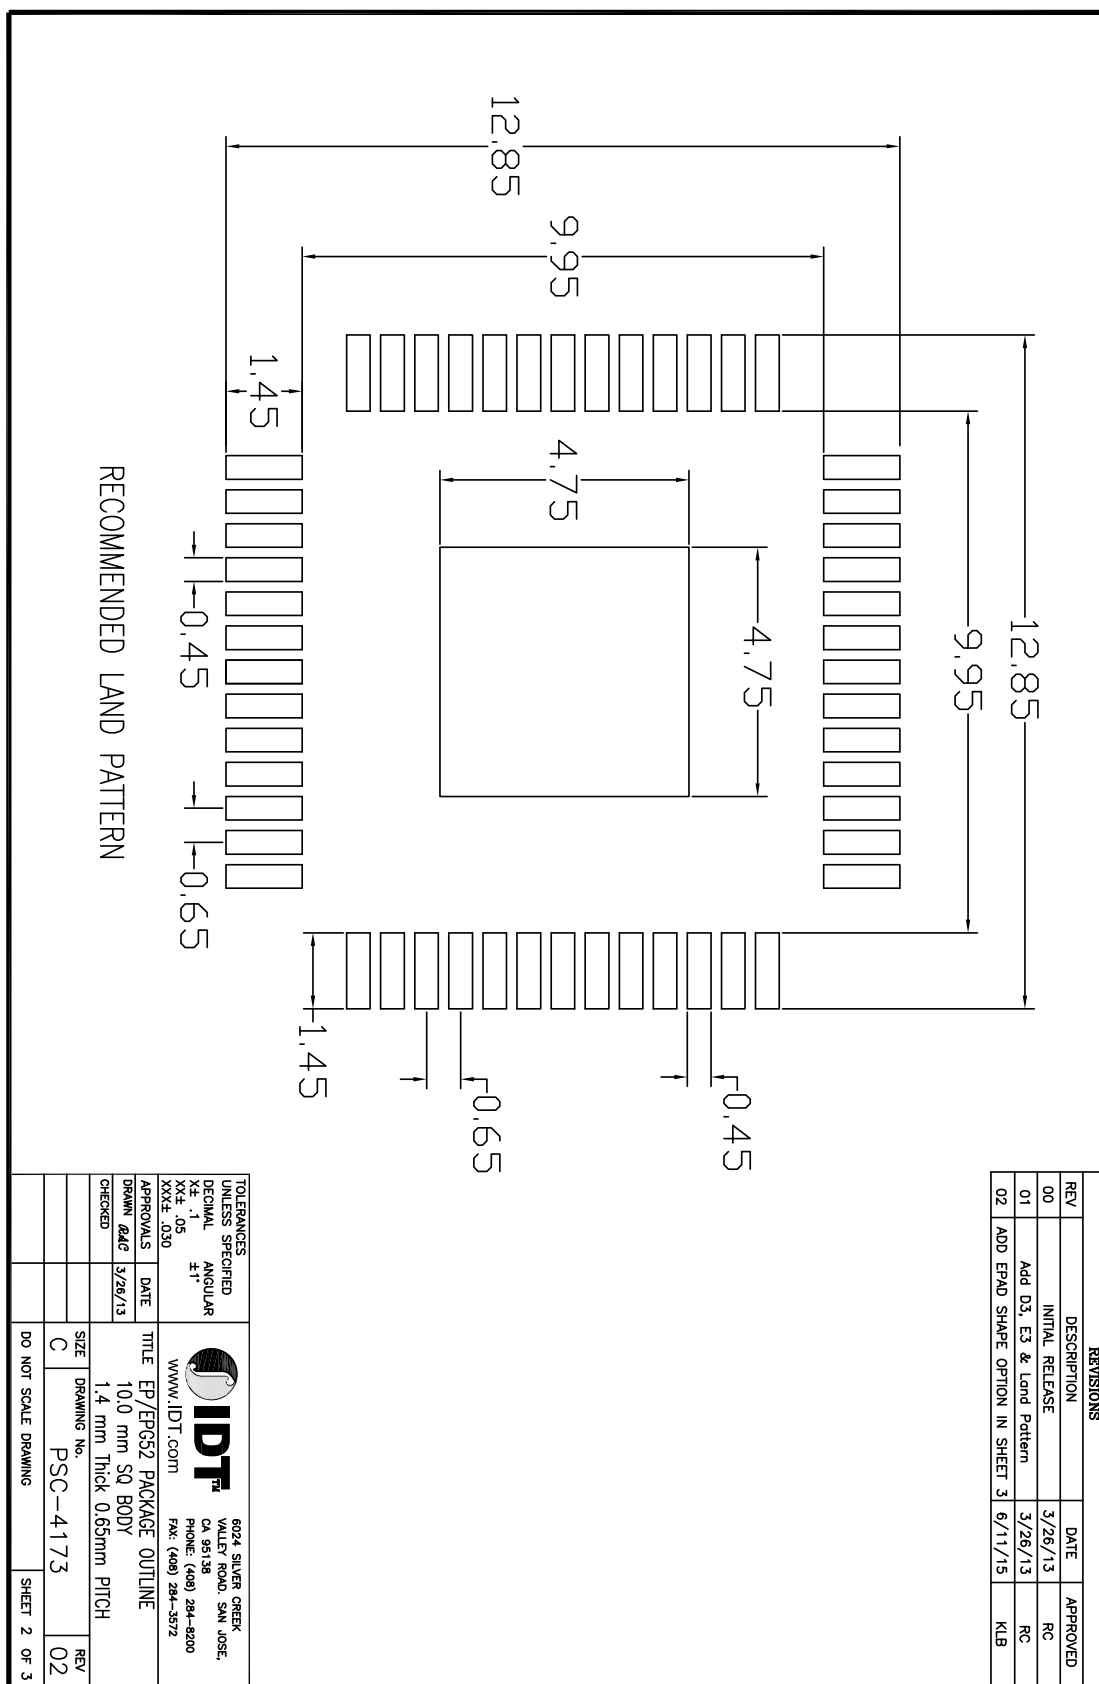 REVISIONS
REV DESCRIPTION DATE APPROVED
00 INITIAL RELEASE 3/26/13 RC
01 Add D3, E3 & Land Pattern 3/26/13 RC
02 ADD EPAD SHAPE OPTION IN SHEET 3 6/11/15 KLB
12.85
9.95
4.75
4.75
9.95
12.85
1.45
0.45
0.65
1.45
0.65
0.45
RECOMMENDED LAND PATTERN
TOLERANCES
UNLESS SPECIFIED
DECIMAL ANGULAR
X± .1 ±1°
XX± .05
XXX± .030
APPROVALS DATE
DRAWN RAC 3/26/13
CHECKED
IDT™
www.IDT.com
6024 SILVER CREEK
VALLEY ROAD, SAN JOSE,
CA 95138
PHONE: (408) 284-8200
FAX: (408) 284-3572
TITLE EP/EPG52 PACKAGE OUTLINE
10.0 mm SQ BODY
1.4 mm Thick 0.65mm PITCH
SIZE DRAWING No. REV
C PSC-4173 02
DO NOT SCALE DRAWING SHEET 2 OF 3